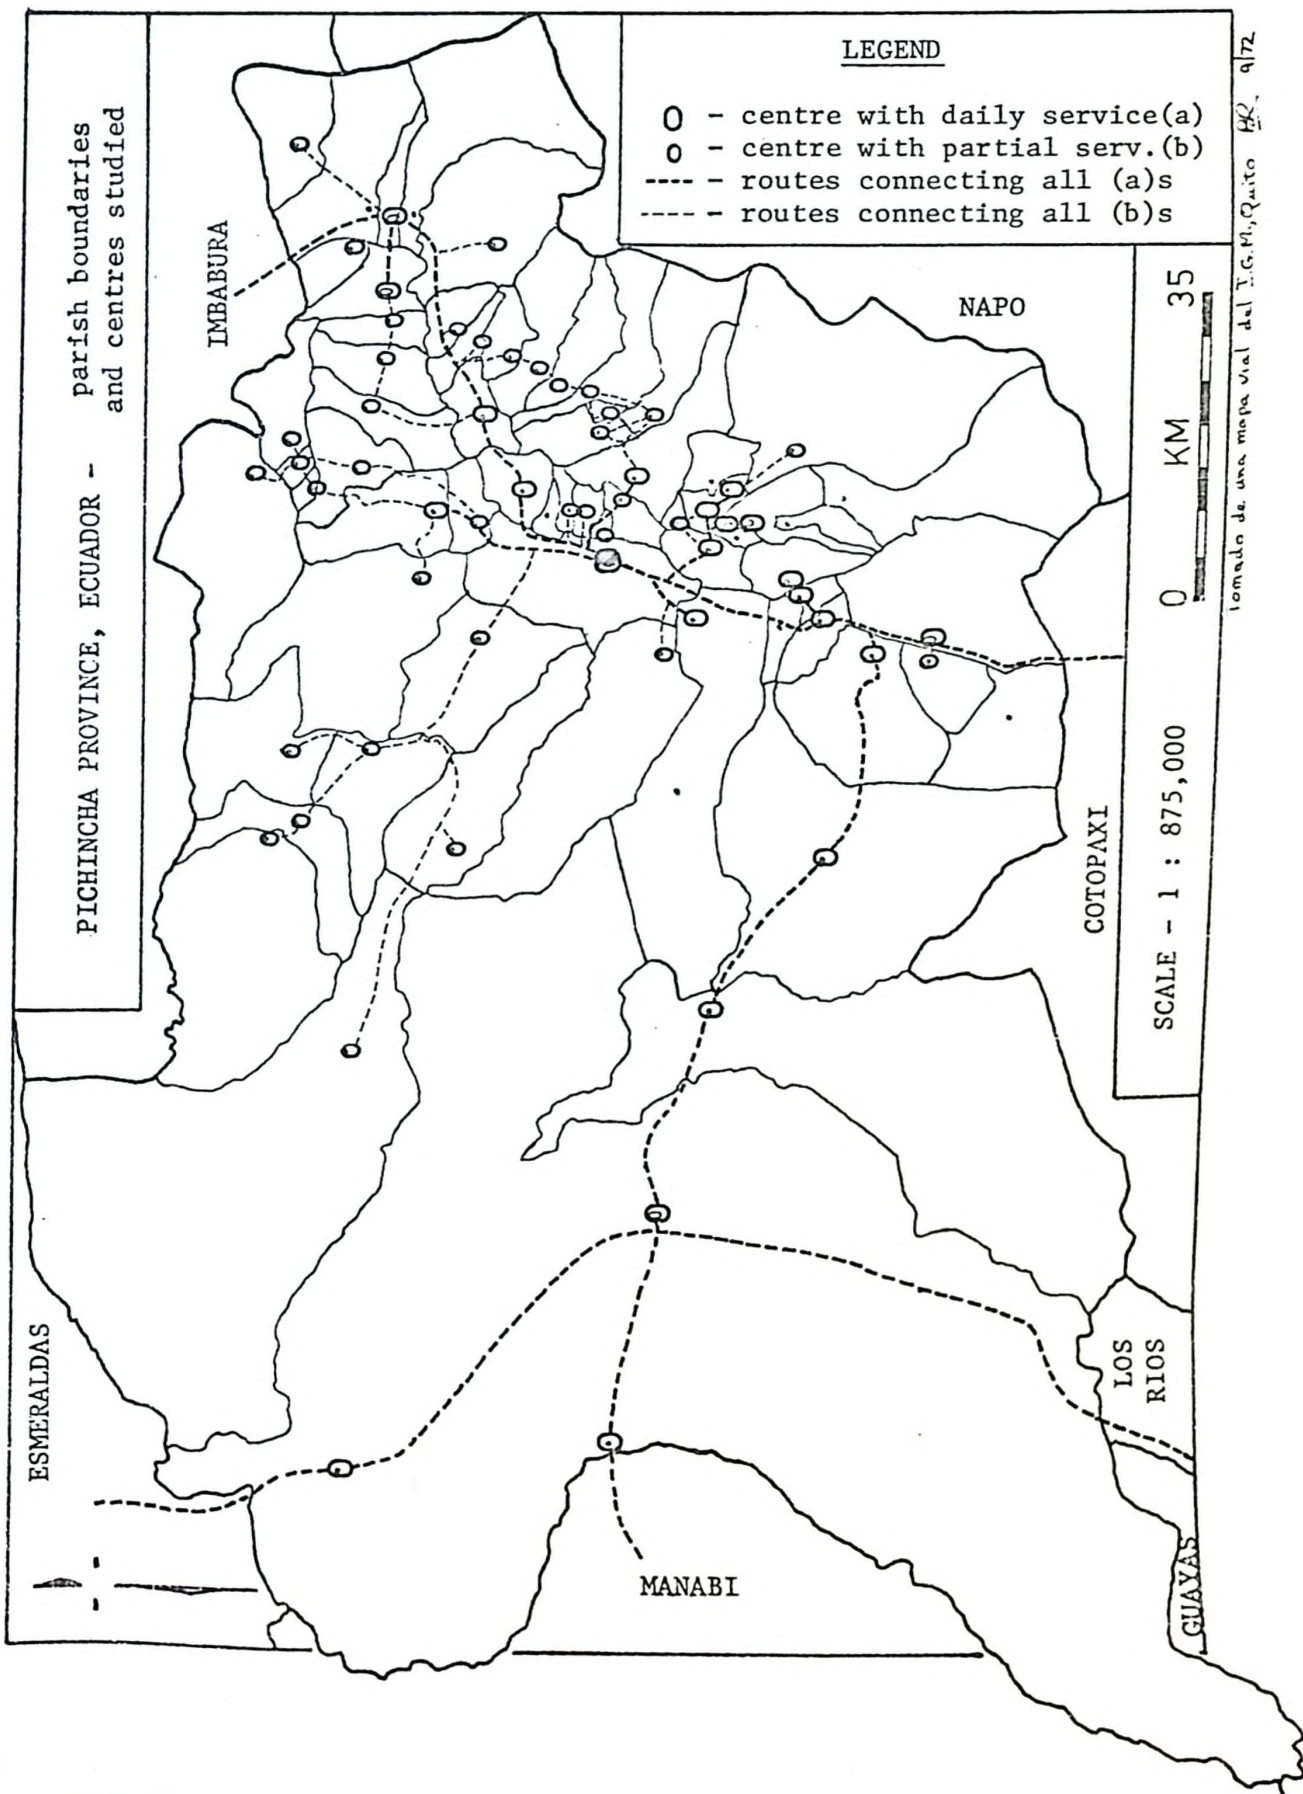 PICHINCHA PROVINCE, ECUADOR - parish boundaries
and centres studied
LEGEND
O - centre with daily service(a)
o - centre with partial serv.(b)
---- - routes connecting all (a)s
---- - routes connecting all (b)s
IMBABURA
NAPO
ESMERALDAS
COTOPAXI
MANABI
LOS
RIOS
GUAYAS
0 KM 35
SCALE - 1 : 875,000
Tomado de una mapa vial del I.G.M., Quito AR. 9/72